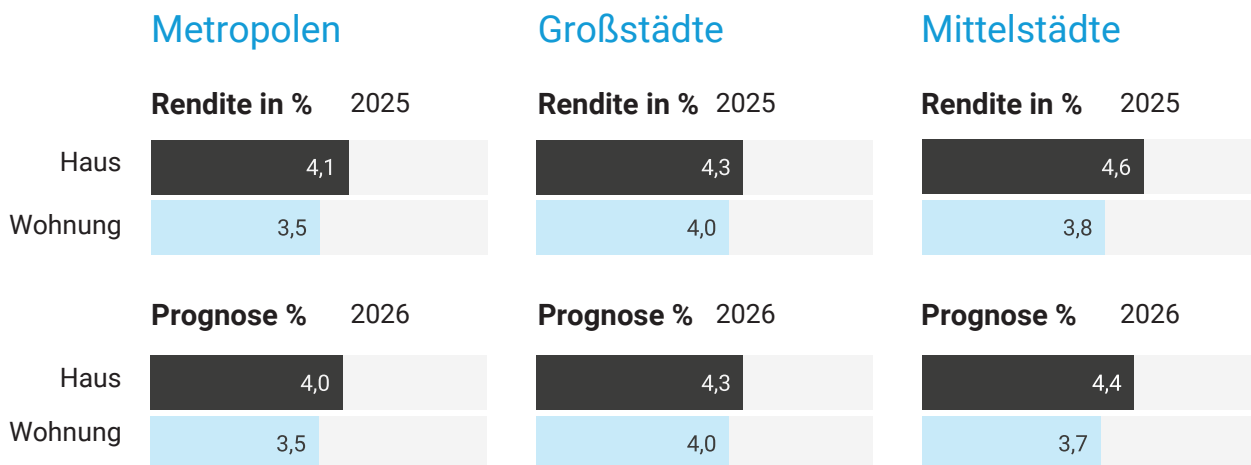 Metropolen Großstädte Mittelstädte
Rendite in % 2025 Rendite in % 2025 Rendite in % 2025
Haus 4,1 4,3 4,6
Wohnung 3,5 4,0 3,8
Prognose % 2026 Prognose % 2026 Prognose % 2026
Haus 4,0 4,3 4,4
Wohnung 3,5 4,0 3,7